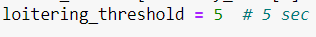 loitering_threshold = 5  # 5 sec